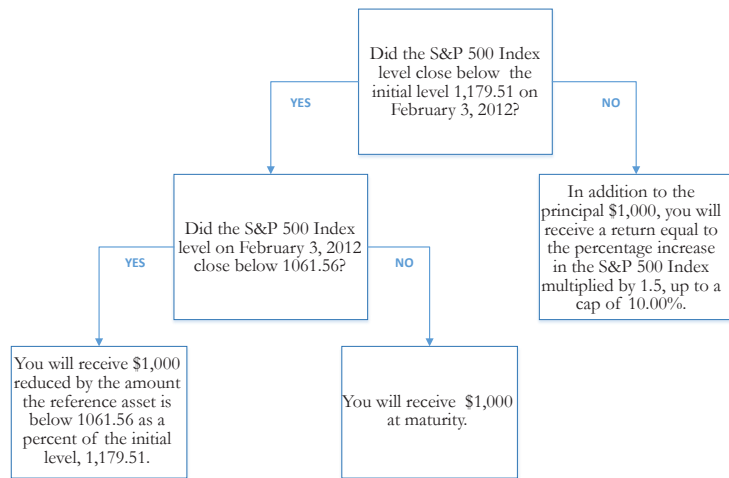 Did the S&P 500 Index
level close below the
initial level 1,179.51 on
February 3, 2012?
YES
NO
Did the S&P 500 Index
level on February 3, 2012
close below 1061.56?
In addition to the
principal $1,000, you will
receive a return equal to
the percentage increase
in the S&P 500 Index
multiplied by 1.5, up to a
cap of 10.00%.
YES
NO
You will receive $1,000
reduced by the amount
the reference asset is
below 1061.56 as a
percent of the initial
level, 1,179.51.
You will receive $1,000
at maturity.